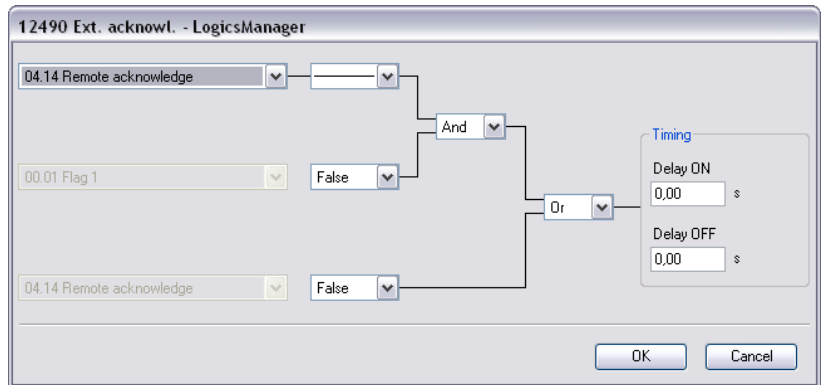 12490 Ext. acknowl. - LogicsManager
04.14 Remote acknowledge
And
Timing
Delay ON
00.01 Flag 1
False
0,00 s
Or
Delay OFF
0,00 s
04.14 Remote acknowledge
False
OK
Cancel